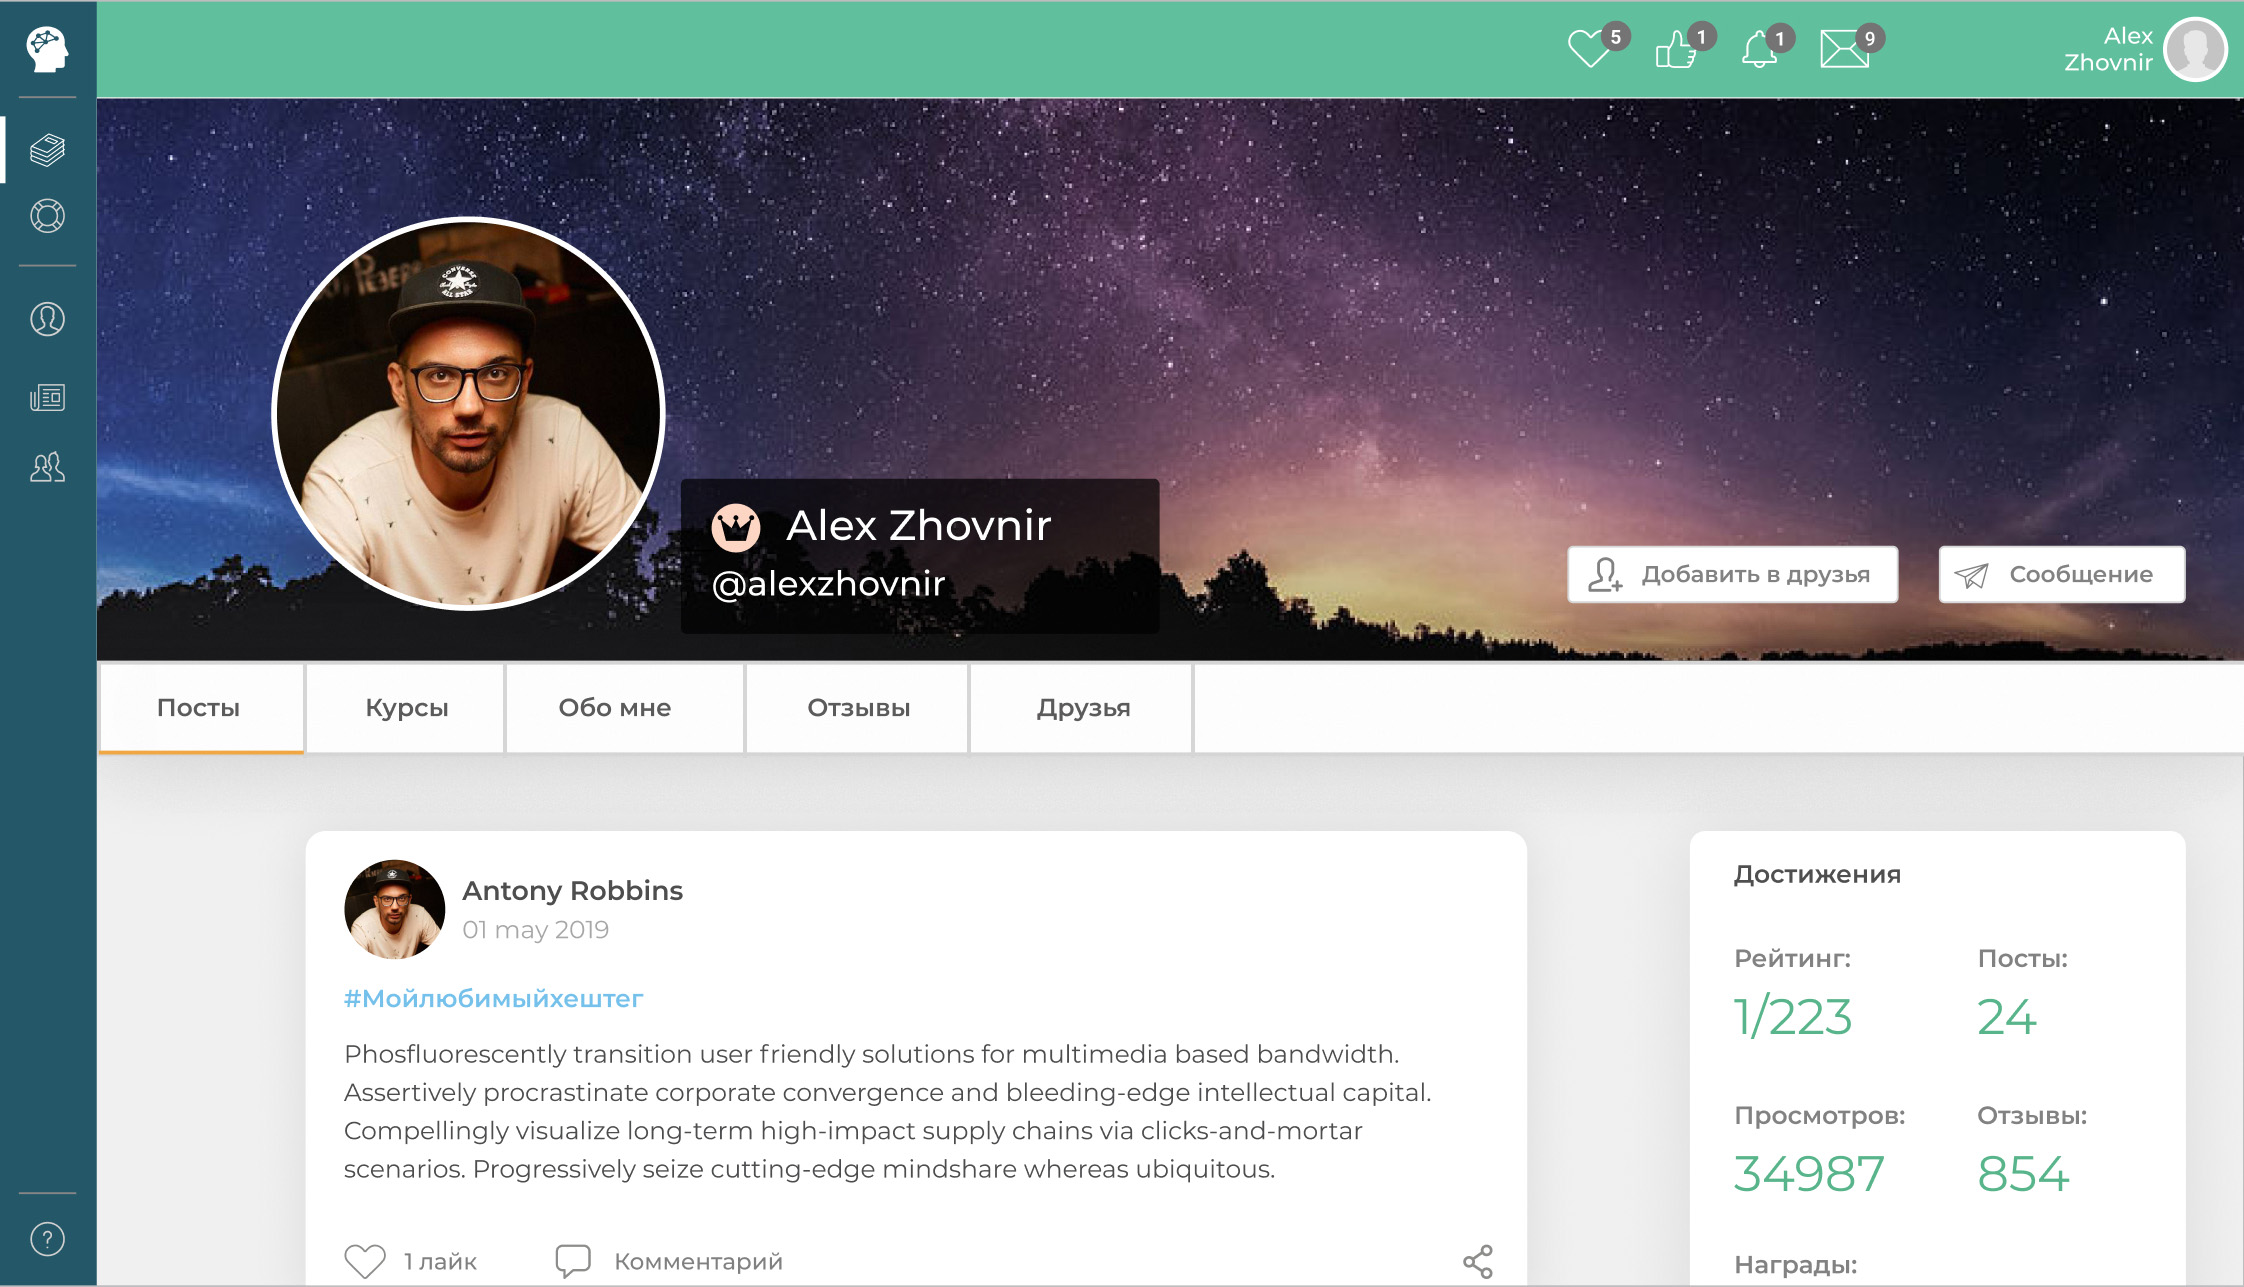 5
1
1
9
Alex
Zhovnir
CONVERSE
ALL STAR
Alex Zhovnir
@alexzhovnir
Добавить в друзья
Сообщение
Посты
Курсы
Обо мне
Отзывы
Друзья
Antony Robbins
01 may 2019
#Мойлюбимыйхештег
Phosfluorescently transition user friendly solutions for multimedia based bandwidth.
Assertively procrastinate corporate convergence and bleeding-edge intellectual capital.
Compellingly visualize long-term high-impact supply chains via clicks-and-mortar
scenarios. Progressively seize cutting-edge mindshare whereas ubiquitous.
1 лайк
Комментарий
Достижения
Рейтинг:
Посты:
1/223
24
Просмотров:
Отзывы:
34987
854
Награды:
?